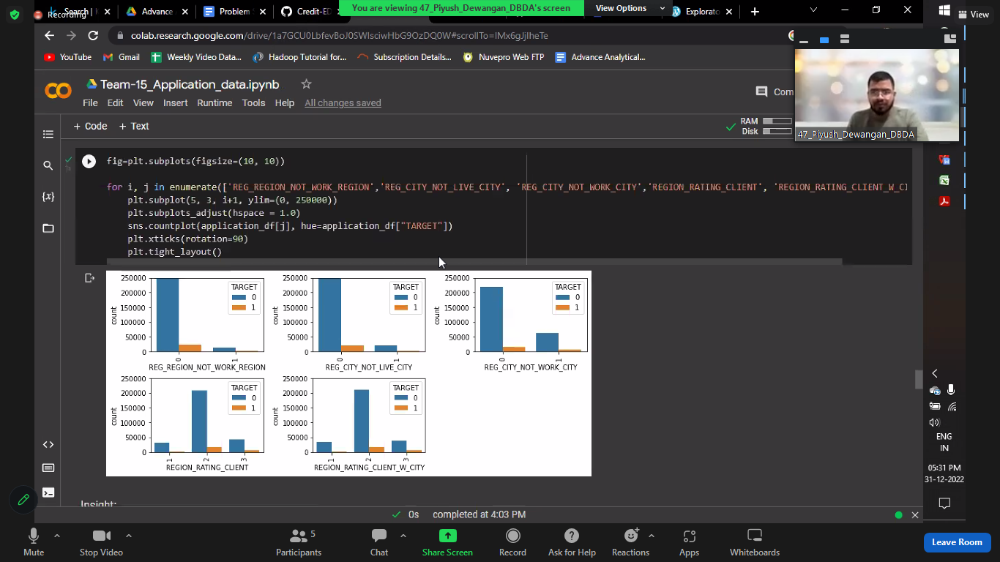 Recording
Search | K
Advance
Problem S
Credit-ED
You are viewing 47_Piyush_Dewangan_DBDA's screen
View Options
Explorato
View
colab.research.google.com/drive/1a7GCU0LbfevBoJ0SWlsciwHbG9OzDQ0W#scrollTo=IMx6gJjIheTe
YouTube
Gmail
Weekly Video Data...
Hadoop Tutorial for...
Subscription Details...
Nuvepro Web FTP
Advance Analytical...
Team-15_Application_data.ipynb
File Edit View Insert Runtime Tools Help All changes saved
Com
+ Code + Text
RAM
Disk
47_Piyush_Dewangan_DBDA
fig=plt.subplots(figsize=(10, 10))
for i, j in enumerate(['REG_REGION_NOT_WORK_REGION','REG_CITY_NOT_LIVE_CITY', 'REG_CITY_NOT_WORK_CITY','REGION_RATING_CLIENT', 'REGION_RATING_CLIENT_W_CI
plt.subplot(5, 3, i+1, ylim=(0, 250000))
plt.subplots_adjust(hspace = 1.0)
sns.countplot(application_df[j], hue=application_df["TARGET"])
plt.xticks(rotation=90)
plt.tight_layout()
250000
200000
150000
100000
50000
0
count
TARGET
0
1
0
1
REG_REGION_NOT_WORK_REGION
250000
200000
150000
100000
50000
0
count
TARGET
0
1
0
1
REG_CITY_NOT_LIVE_CITY
250000
200000
150000
100000
50000
0
count
TARGET
0
1
0
1
REG_CITY_NOT_WORK_CITY
250000
200000
150000
100000
50000
0
count
TARGET
0
1
1
2
3
REGION_RATING_CLIENT
250000
200000
150000
100000
50000
0
count
TARGET
0
1
1
2
3
REGION_RATING_CLIENT_W_CITY
Insight:
0s completed at 4:03 PM
ENG
IN
05:31 PM
31-12-2022
Mute
Stop Video
Participants
5
Chat
Share Screen
Record
Ask for Help
Reactions
Apps
Whiteboards
Leave Room